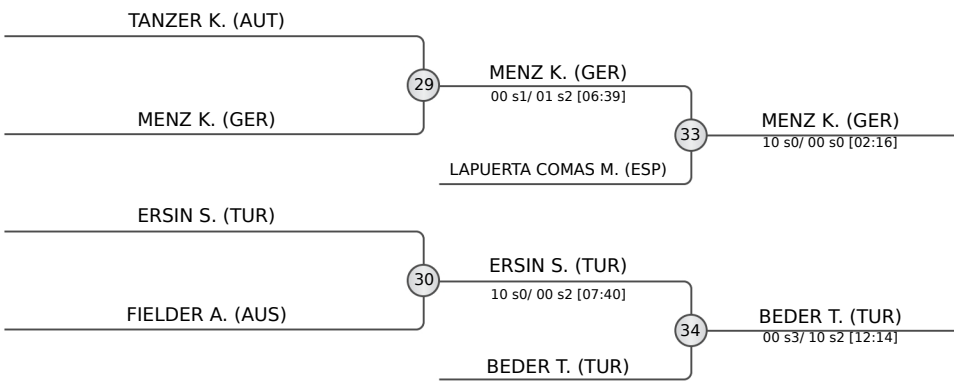 TANZER K. (AUT)
29
MENZ K. (GER)
MENZ K. (GER)
00 s1/ 01 s2 [06:39]
33
MENZ K. (GER)
10 s0/ 00 s0 [02:16]
LAPUERTA COMAS M. (ESP)
ERSIN S. (TUR)
30
FIELDER A. (AUS)
ERSIN S. (TUR)
10 s0/ 00 s2 [07:40]
34
BEDER T. (TUR)
BEDER T. (TUR)
00 s3/ 10 s2 [12:14]